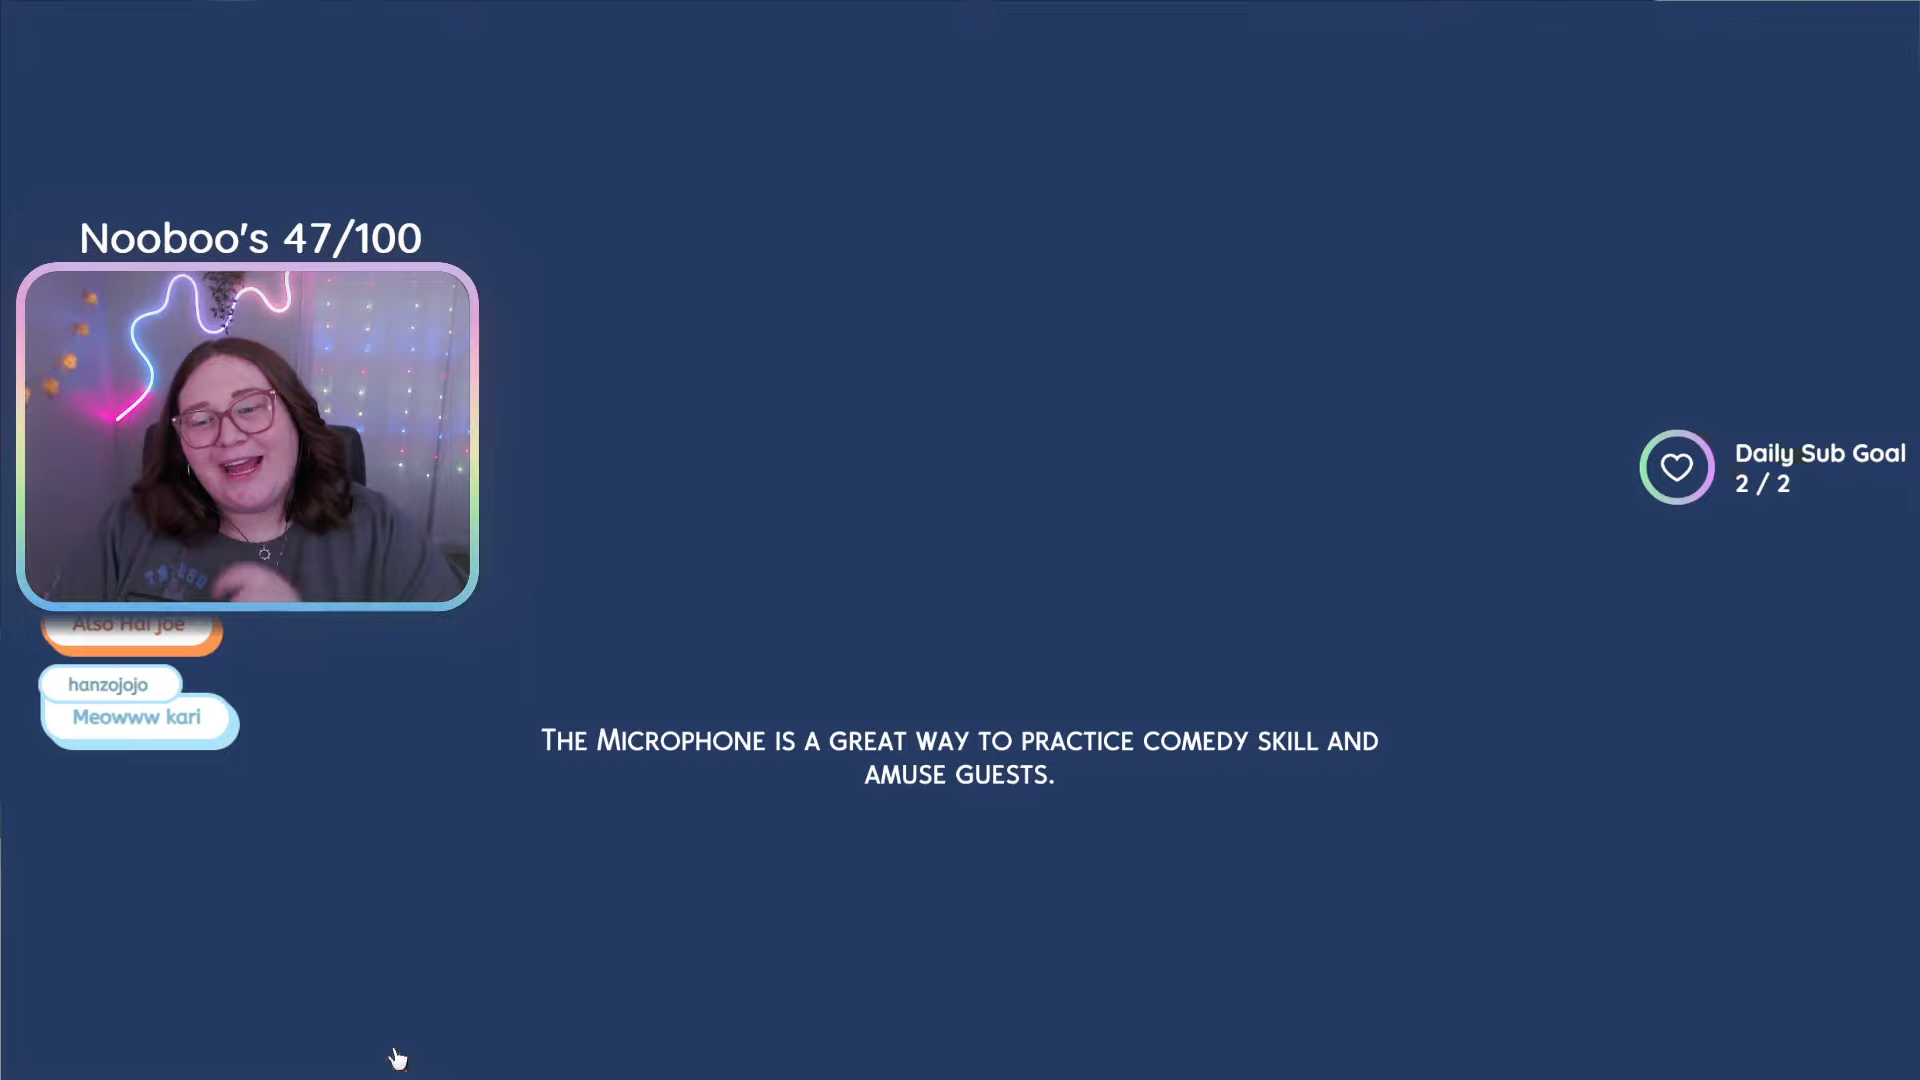 Nooboo's 47/100
Daily Sub Goal
2 / 2
Also Hai joe
hanzojojo
Meowww kari
THE MICROPHONE IS A GREAT WAY TO PRACTICE COMEDY SKILL AND
AMUSE GUESTS.